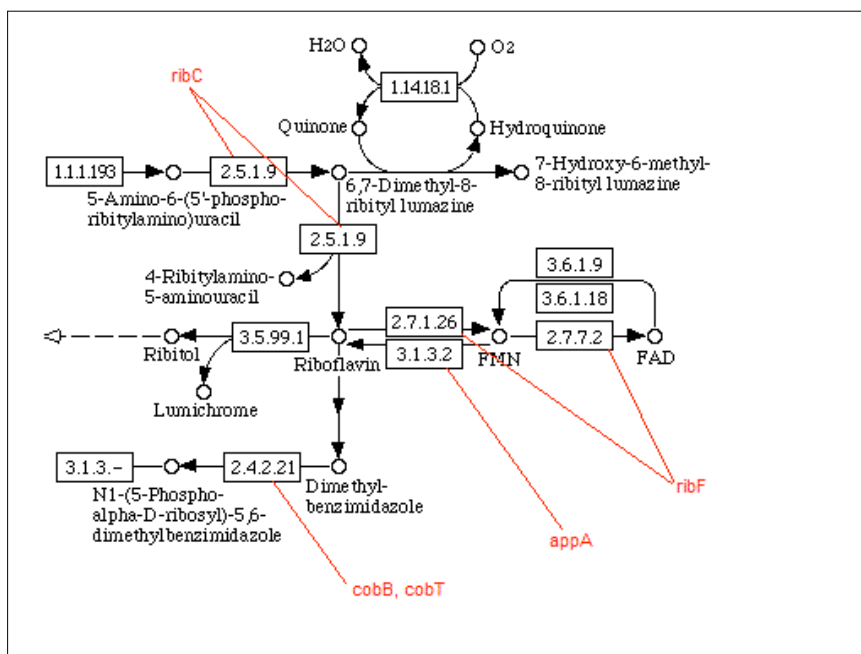 H2O
O2
ribC
1.14.18.1
Quinone
Hydroquinone
1.1.1.193
2.5.1.9
7-Hydroxy-6-methyl-
8-ribityl lumazine
5-Amino-6-(5'-phospho-
ribitylamino)uracil
6,7-Dimethyl-8-
ribityl lumazine
2.5.1.9
4-Ribitylamino-
5-aminouracil
3.6.1.9
3.6.1.18
2.7.1.26
3.5.99.1
2.7.7.2
Ribitol
Riboflavin
3.1.3.2
FMN
FAD
Lumichrome
3.1.3.-
2.4.2.21
Dimethyl-
benzimidazole
N1-(5-Phospho-
alpha-D-ribosyl)-5,6-
dimethylbenzimidazole
ribF
appA
cobB, cobT